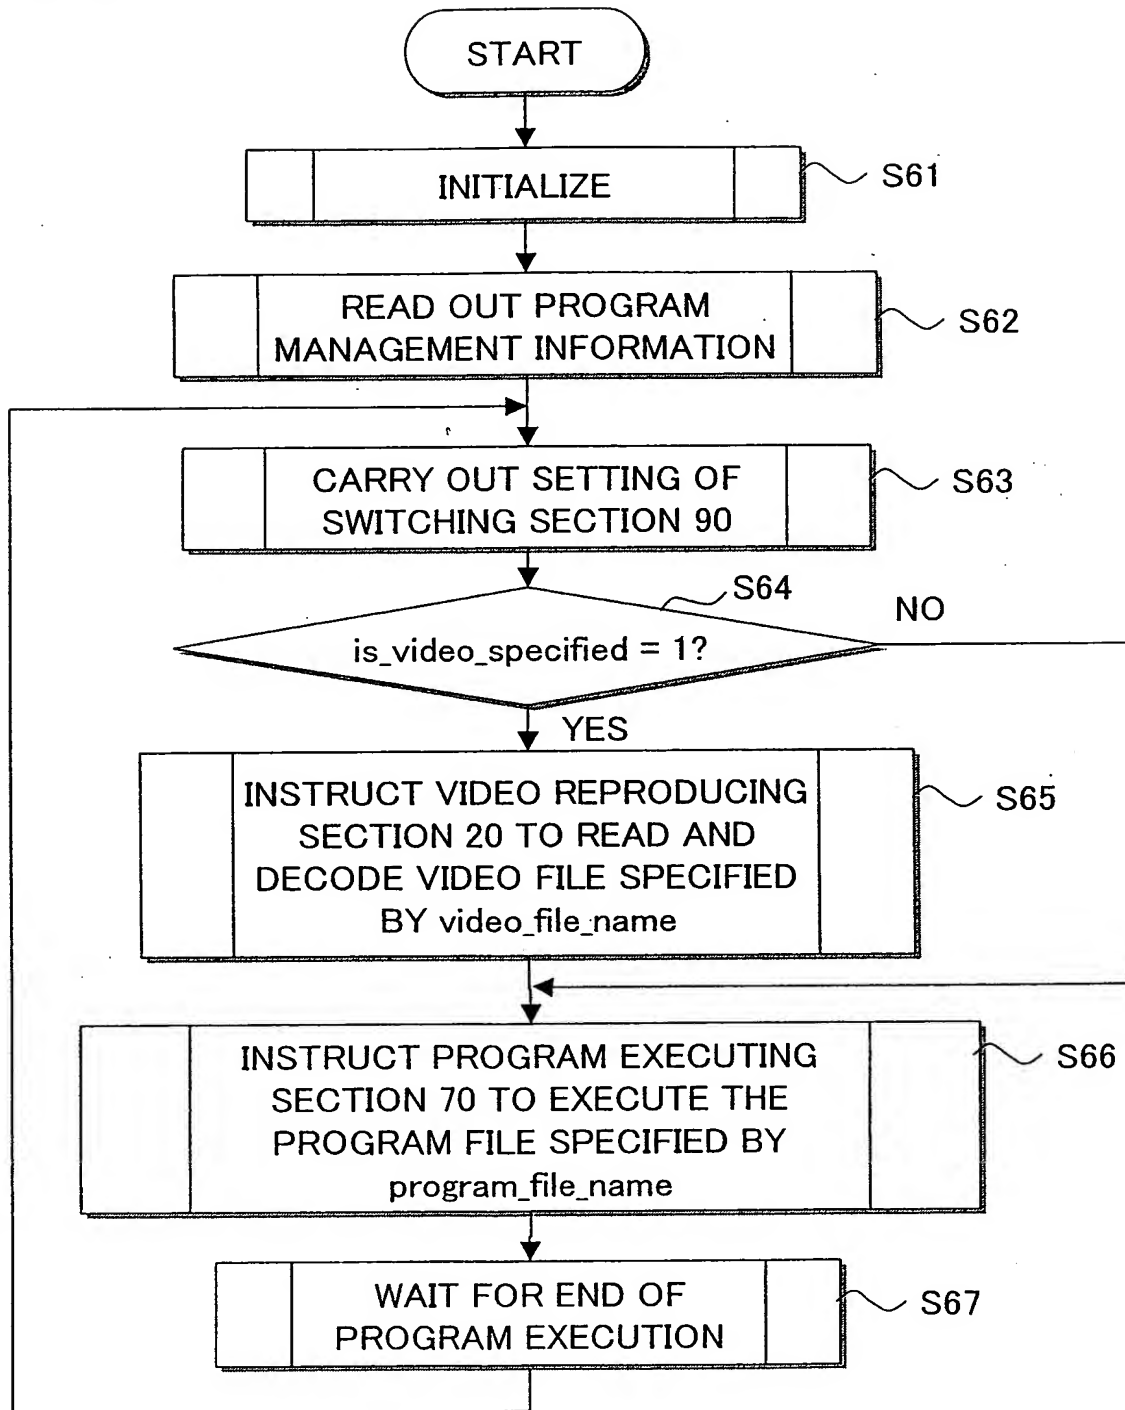 START
INITIALIZE
S61
READ OUT PROGRAM
MANAGEMENT INFORMATION
S62
CARRY OUT SETTING OF
SWITCHING SECTION 90
S63
S64
NO
is_video_specified = 1?
YES
INSTRUCT VIDEO REPRODUCING
SECTION 20 TO READ AND
DECODE VIDEO FILE SPECIFIED
BY video_file_name
S65
INSTRUCT PROGRAM EXECUTING
SECTION 70 TO EXECUTE THE
PROGRAM FILE SPECIFIED BY
program_file_name
S66
WAIT FOR END OF
PROGRAM EXECUTION
S67